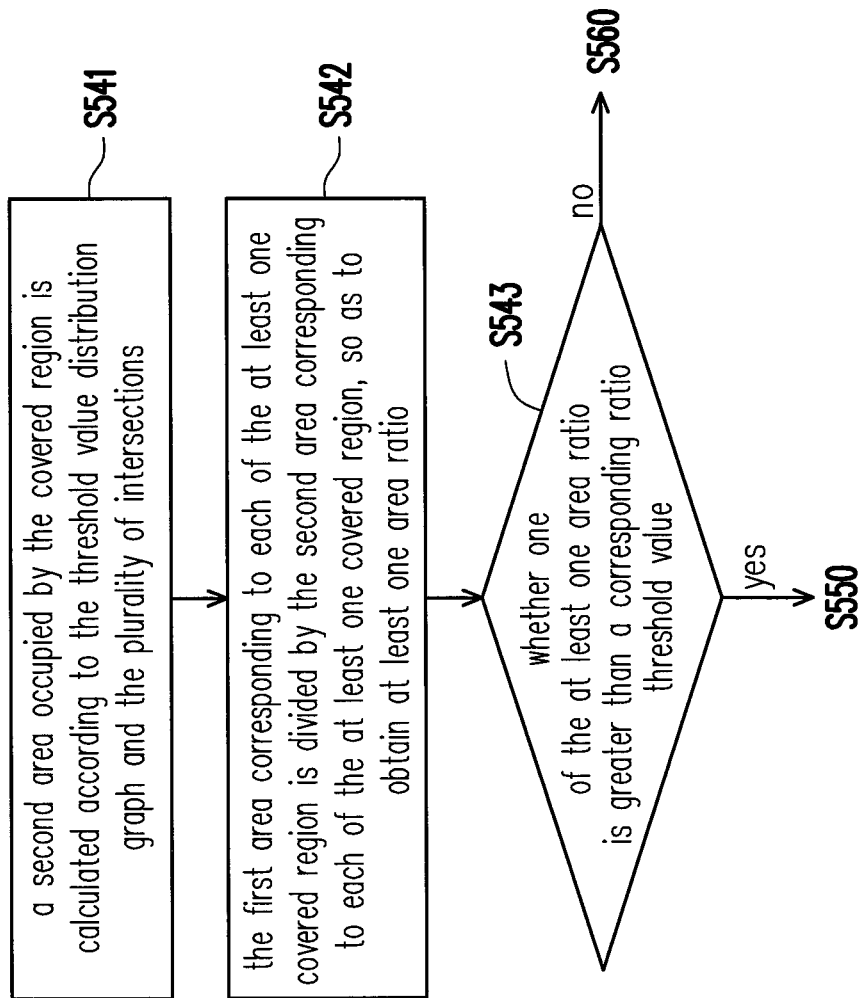 a second area occupied by the covered region is
calculated according to the threshold value distribution
graph and the plurality of intersections
S541
the first area corresponding to each of the at least one
covered region is divided by the second area corresponding
to each of the at least one covered region, so as to
obtain at least one area ratio
S542
whether one
of the at least one area ratio
is greater than a corresponding ratio
threshold value
S543
no
S560
yes
S550